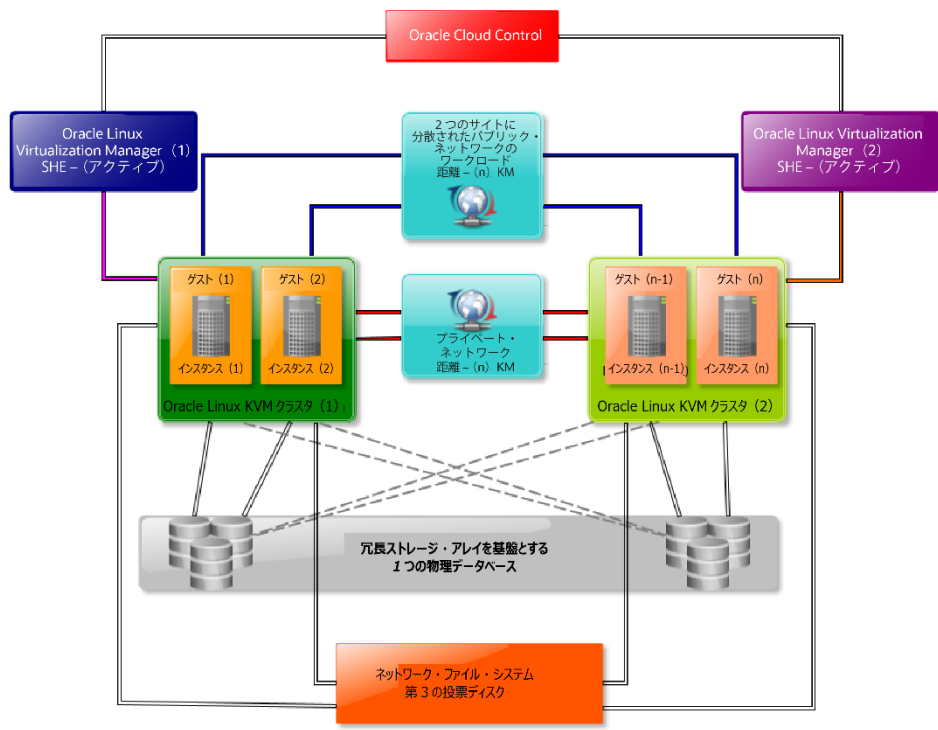 Oracle Cloud Control
Oracle Linux
Virtualization Manager（1）
SHE –（アクティブ）
2 つのサイトに
分散されたパブリック・
ネットワークの
ワークロード
距離 –（n）KM
Oracle Linux Virtualization
Manager（2）
SHE –（アクティブ）
ゲスト（1）
ゲスト（2）
インスタンス（1）
インスタンス（2）
Oracle Linux KVM クラスタ（1）
プライベート・
ネットワーク
距離 –（n）KM
ゲスト（n-1）
ゲスト（n）
インスタンス（n-1）
インスタンス（n）
Oracle Linux KVM クラスタ（2）
冗長ストレージ・アレイを基盤とする
1 つの物理データベース
ネットワーク・ファイル・システム
第 3 の投票ディスク